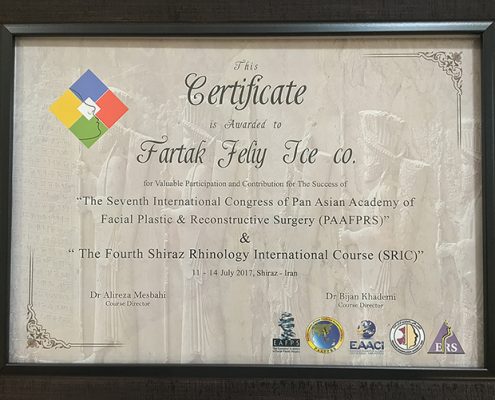 This
Certificate
is Awarded to
Fartak Feliy Ice co.
for Valuable Participation and Contribution for The Success of
"The Seventh International Congress of Pan Asian Academy of
Facial Plastic & Reconstructive Surgery (PAAFPRS)"
&
" The Fourth Shiraz Rhinology International Course (SRIC)"
11 - 14 July 2017, Shiraz - Iran
Dr Alireza Mesbahi
Course Director
Dr Bijan Khademi
Course Director
EAFPS
EAACI
ERS